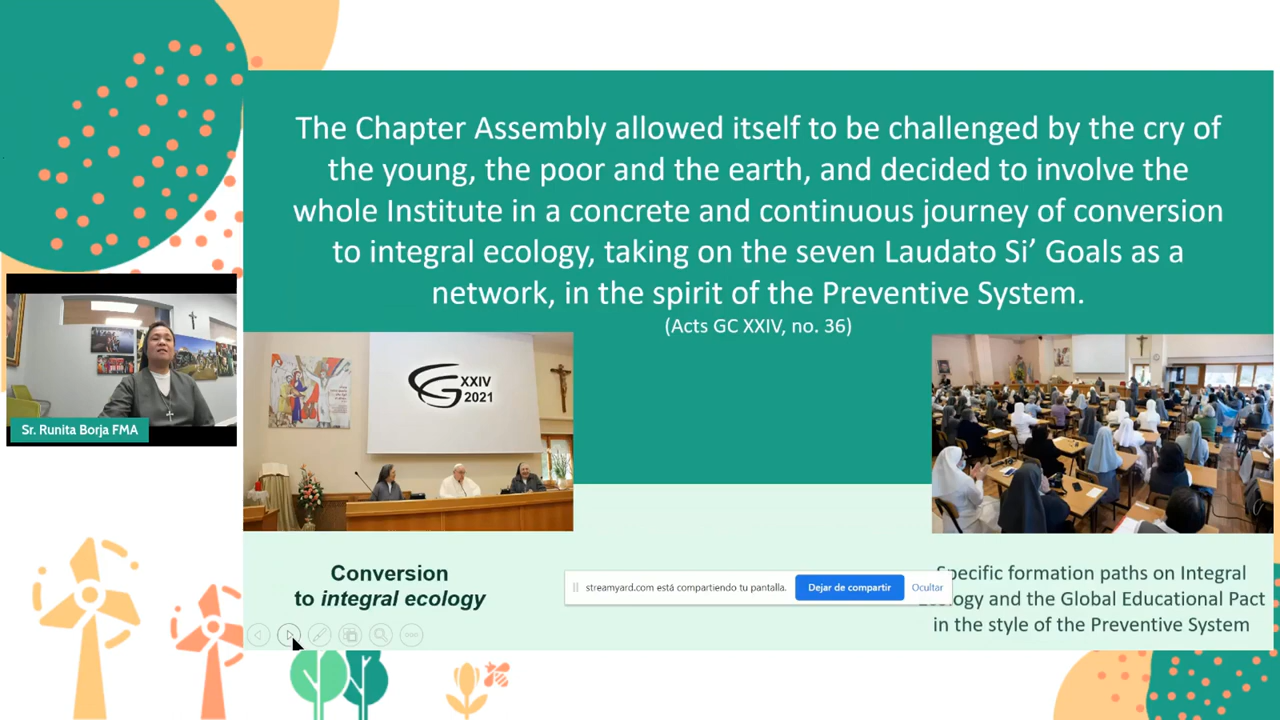 The Chapter Assembly allowed itself to be challenged by the cry of
the young, the poor and the earth, and decided to involve the
whole Institute in a concrete and continuous journey of conversion
to integral ecology, taking on the seven Laudato Si’ Goals as a
network, in the spirit of the Preventive System.
(Acts GC XXIV, no. 36)
XXIV
2021
Sr. Runita Borja FMA
Conversion
to integral ecology
streamyard.com está compartiendo tu pantalla.
Dejar de compartir
Ocultar
Specific formation paths on Integral
and the Global Educational Pact
in the style of the Preventive System